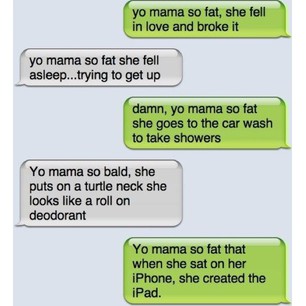 yo mama so fat, she fell
in love and broke it
yo mama so fat she fell
asleep...trying to get up
damn, yo mama so fat
she goes to the car wash
to take showers
Yo mama so bald, she
puts on a turtle neck she
looks like a roll on
deodorant
Yo mama so fat that
when she sat on her
iPhone, she created the
iPad.